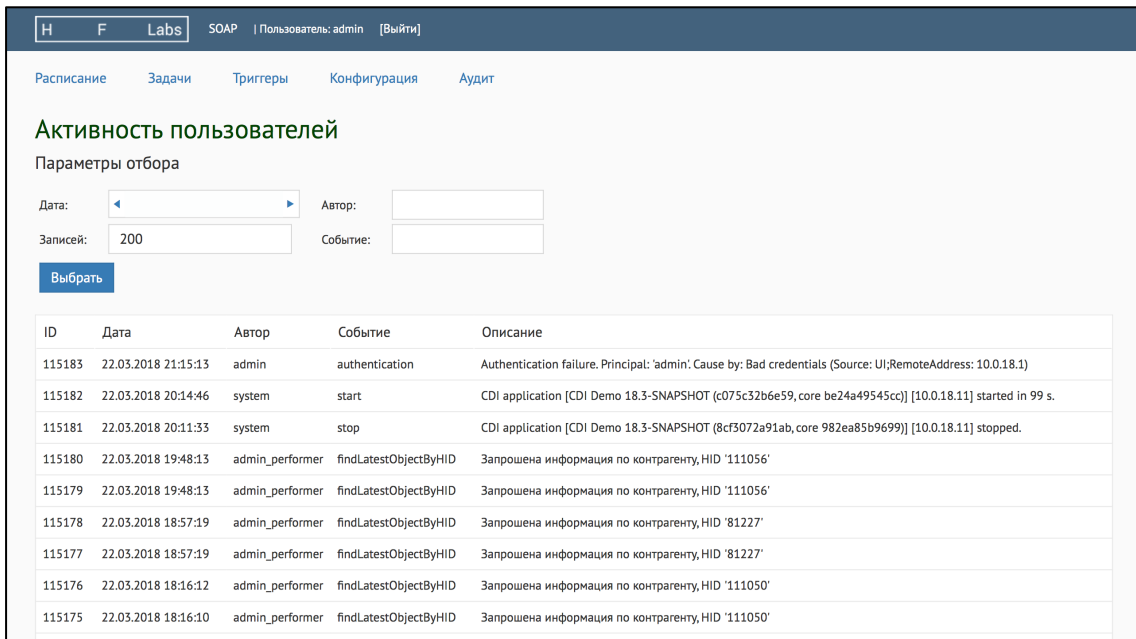 H F Labs SOAP | Пользователь: admin [Выйти]
Расписание Задачи Триггеры Конфигурация Аудит
Активность пользователей
Параметры отбора
Дата: Автор:
Записей: 200 Событие:
Выбрать
ID Дата Автор Событие Описание
115183 22.03.2018 21:15:13 admin authentication Authentication failure. Principal: 'admin'. Cause by: Bad credentials (Source: UI;RemoteAddress: 10.0.18.1)
115182 22.03.2018 20:14:46 system start CDI application [CDI Demo 18.3-SNAPSHOT (c075c32b6e59, core be24a49545cc)] [10.0.18.11] started in 99 s.
115181 22.03.2018 20:11:33 system stop CDI application [CDI Demo 18.3-SNAPSHOT (8cf3072a91ab, core 982ea85b9699)] [10.0.18.11] stopped.
115180 22.03.2018 19:48:13 admin_performer findLatestObjectByHID Запрошена информация по контрагенту, HID '111056'
115179 22.03.2018 19:48:13 admin_performer findLatestObjectByHID Запрошена информация по контрагенту, HID '111056'
115178 22.03.2018 18:57:19 admin_performer findLatestObjectByHID Запрошена информация по контрагенту, HID '81227'
115177 22.03.2018 18:57:19 admin_performer findLatestObjectByHID Запрошена информация по контрагенту, HID '81227'
115176 22.03.2018 18:16:12 admin_performer findLatestObjectByHID Запрошена информация по контрагенту, HID '111050'
115175 22.03.2018 18:16:10 admin_performer findLatestObjectByHID Запрошена информация по контрагенту, HID '111050'